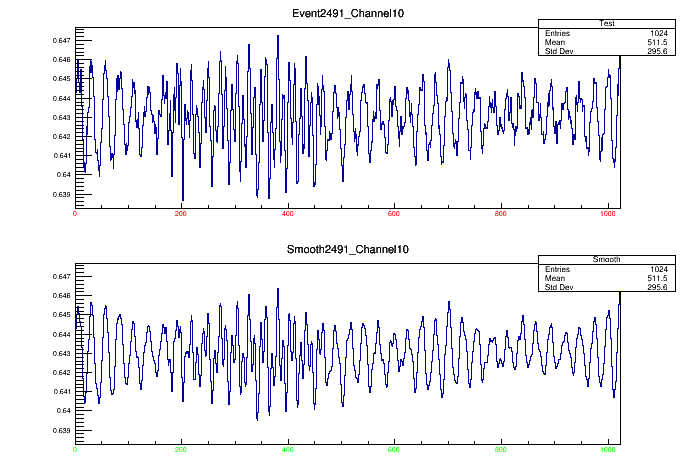 Event2491_Channel10
Test
Entries 1024
Mean 511.5
Std Dev 295.6
0.647
0.646
0.645
0.644
0.643
0.642
0.641
0.64
0.639
0 200 400 600 800 1000
Smooth2491_Channel10
Smooth
Entries 1024
Mean 511.5
Std Dev 295.6
0.647
0.646
0.645
0.644
0.643
0.642
0.641
0.64
0.639
0 200 400 600 800 1000